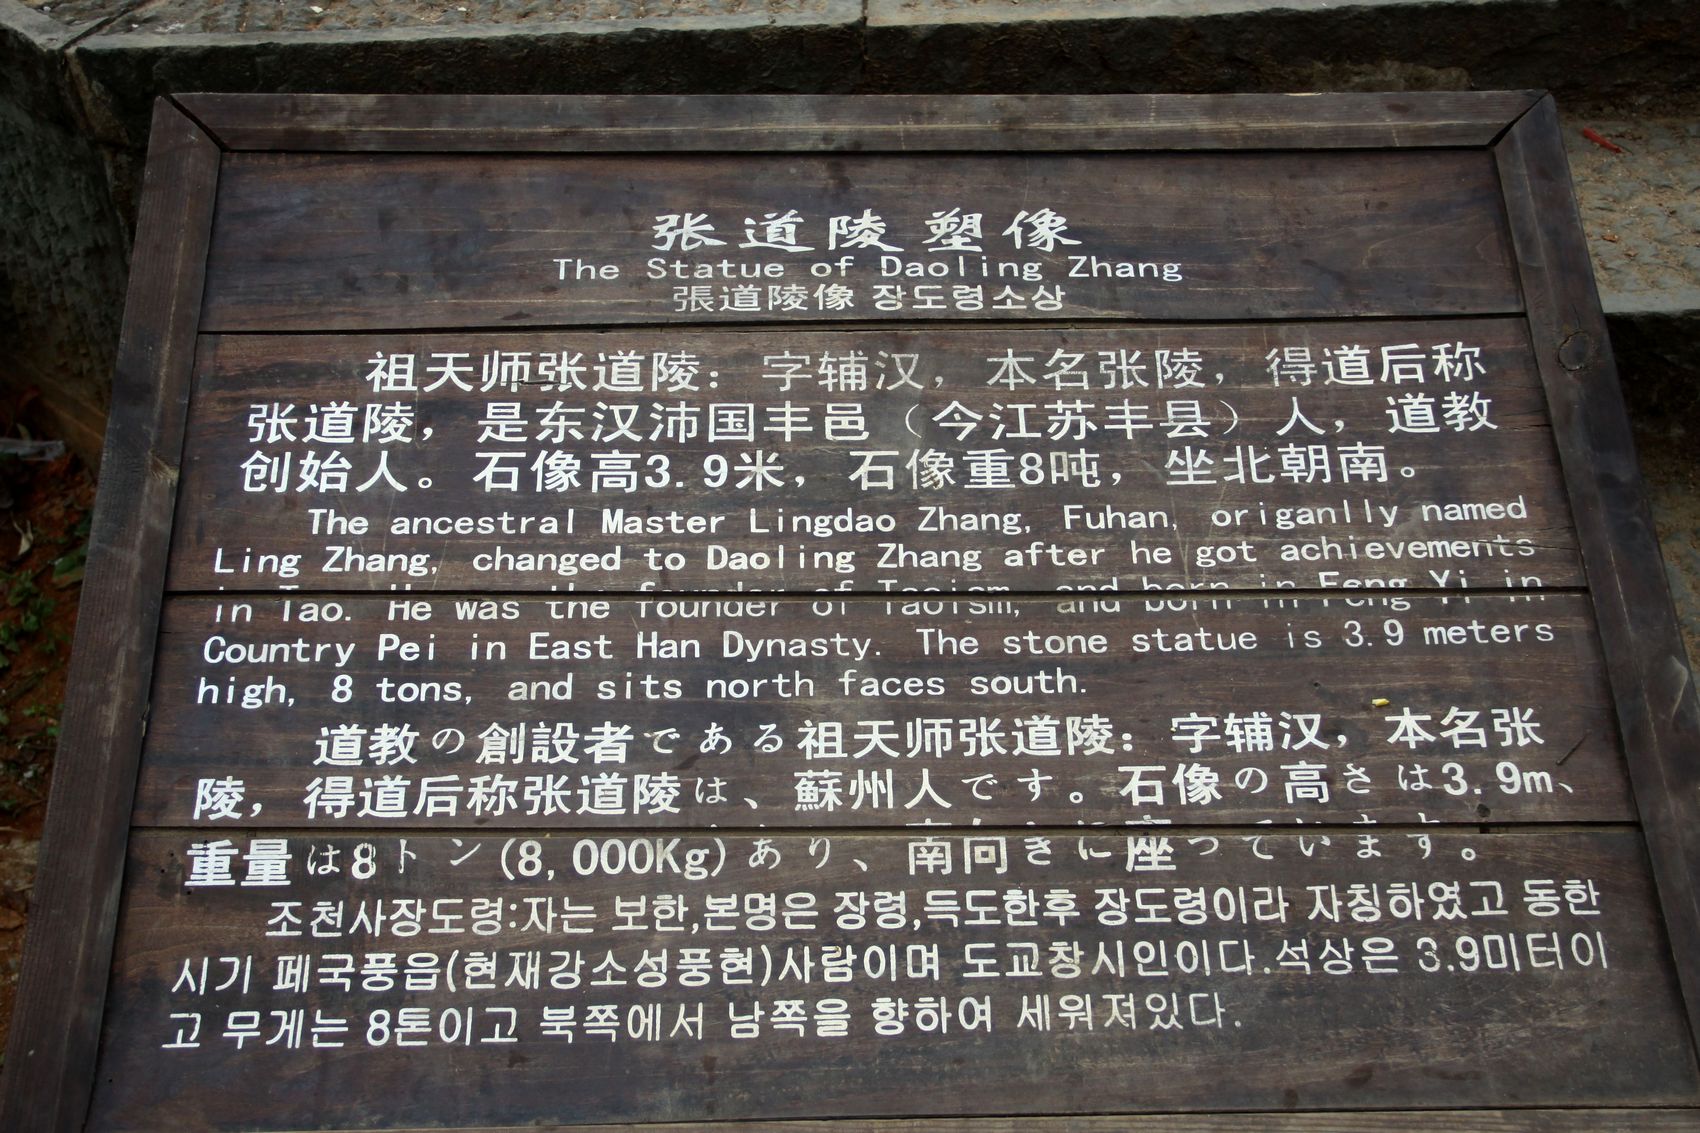 张道陵塑像
The Statue of Daoling Zhang
張道陵像 장도령소상
祖天师张道陵：字辅汉，本名张陵，得道后称
张道陵，是东汉沛国丰邑（今江苏丰县）人，道教
创始人。石像高3.9米，石像重8吨，坐北朝南。
The ancestral Master Lingdao Zhang, Fuhan, origanlly named
Ling Zhang, changed to Daoling Zhang after he got achievements
in Tao. He was the founder of Taoism, and born in Feng Yi in
Country Pei in East Han Dynasty. The stone statue is 3.9 meters
high, 8 tons, and sits north faces south.
道教の創設者である祖天师张道陵：字辅汉，本名张
陵，得道后称张道陵は、蘇州人です。石像の高さは3.9m、
重量は8トン(8,000Kg)あり、南向きに座っています。
조천사장도령:자는 보한,본명은 장령,득도한후 장도령이라 자칭하였고 동한
시기 페국풍읍(현재강소성풍현)사람이며 도교창시인이다.석상은 3.9미터이
고 무게는 8톤이고 북쪽에서 남쪽을 향하여 세워져있다.